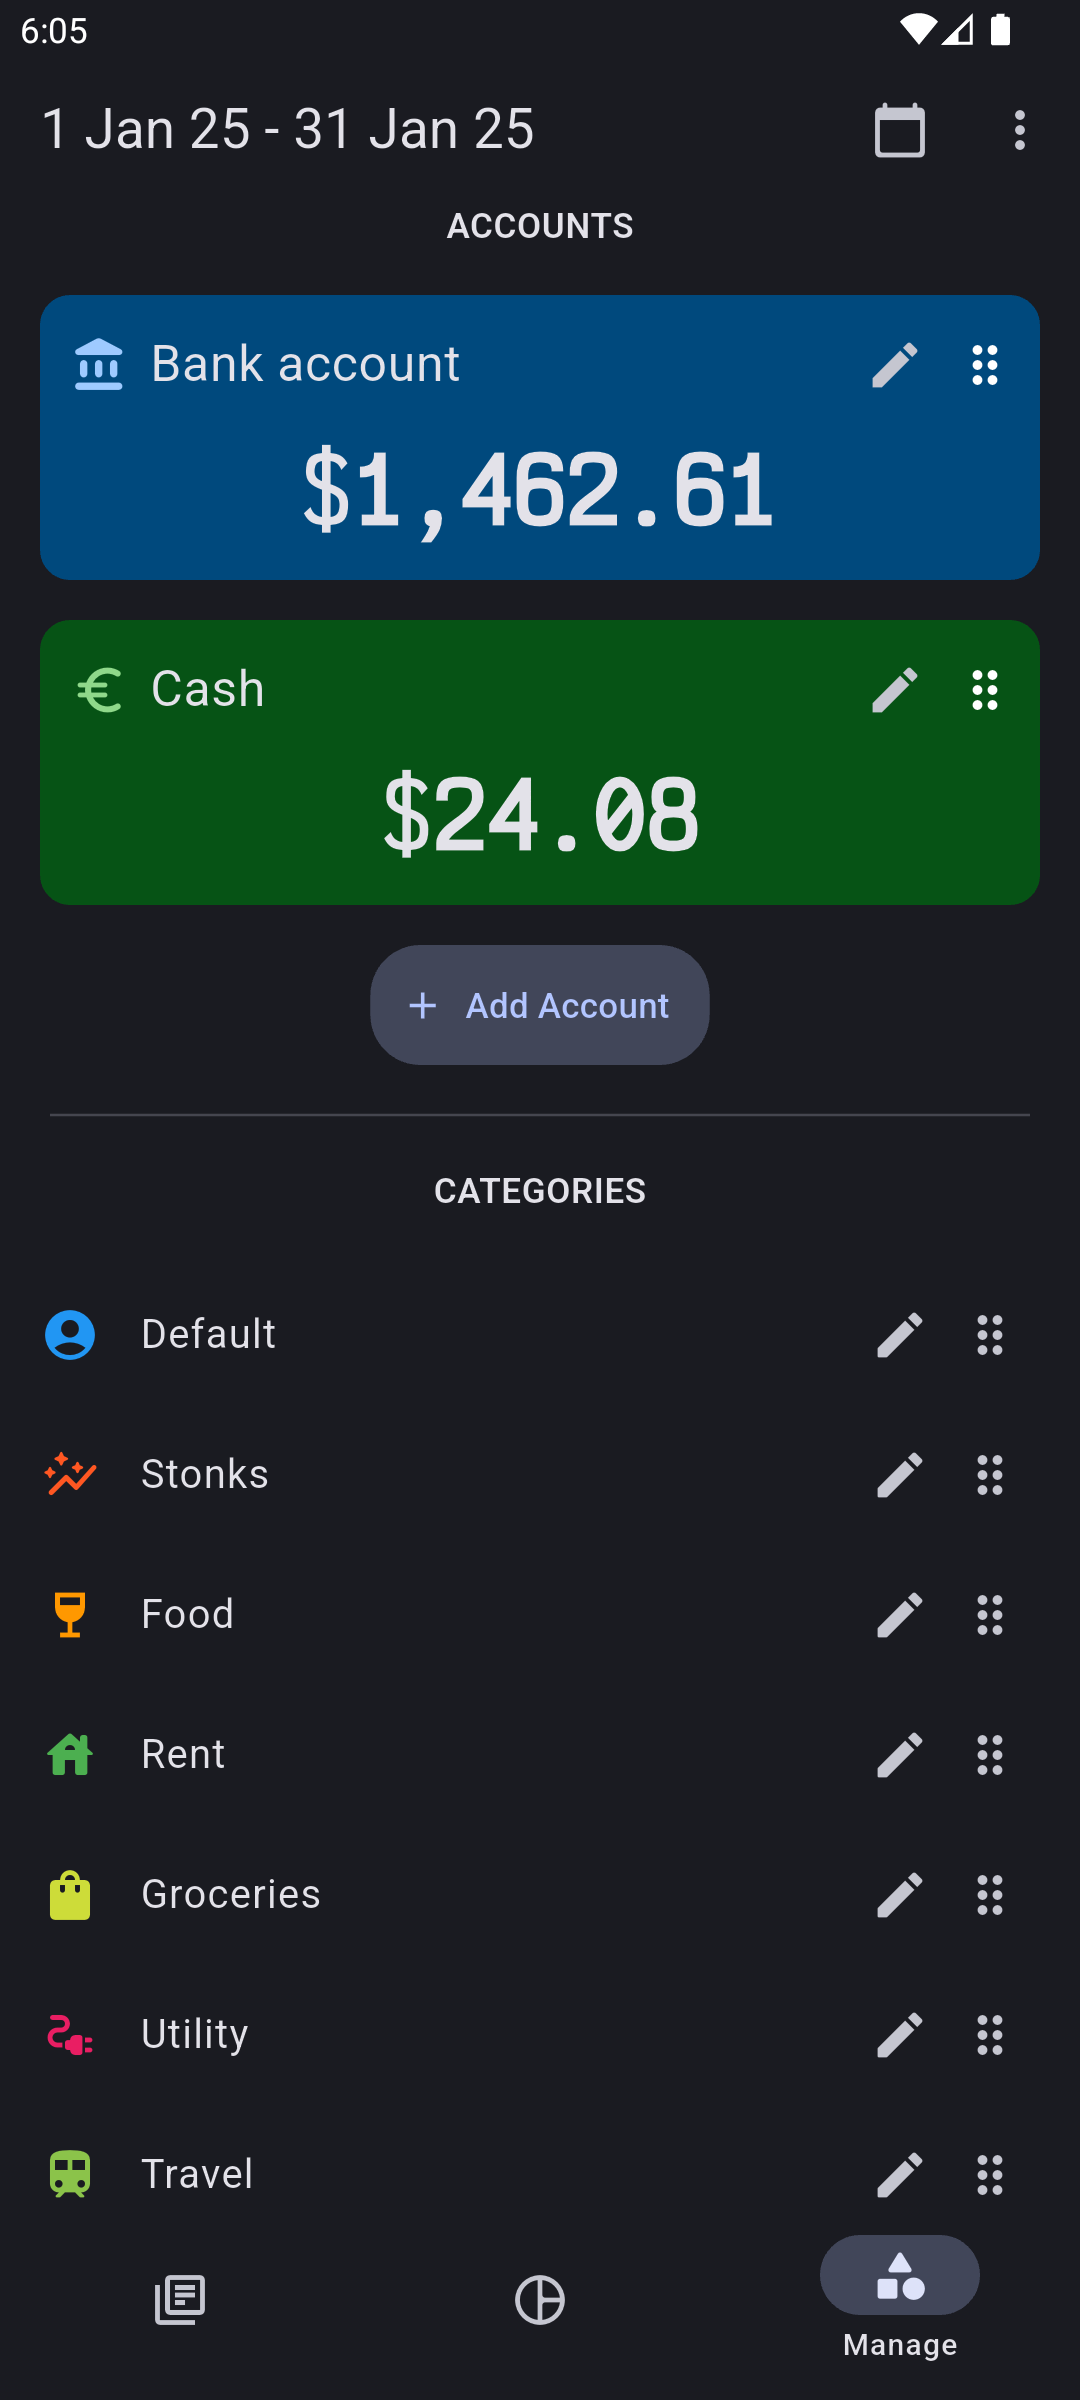 6:05
1 Jan 25 - 31 Jan 25
ACCOUNTS
Bank account
$1,462.61
Cash
$24.08
+ Add Account
CATEGORIES
Default
Stonks
Food
Rent
Groceries
Utility
Travel
Manage